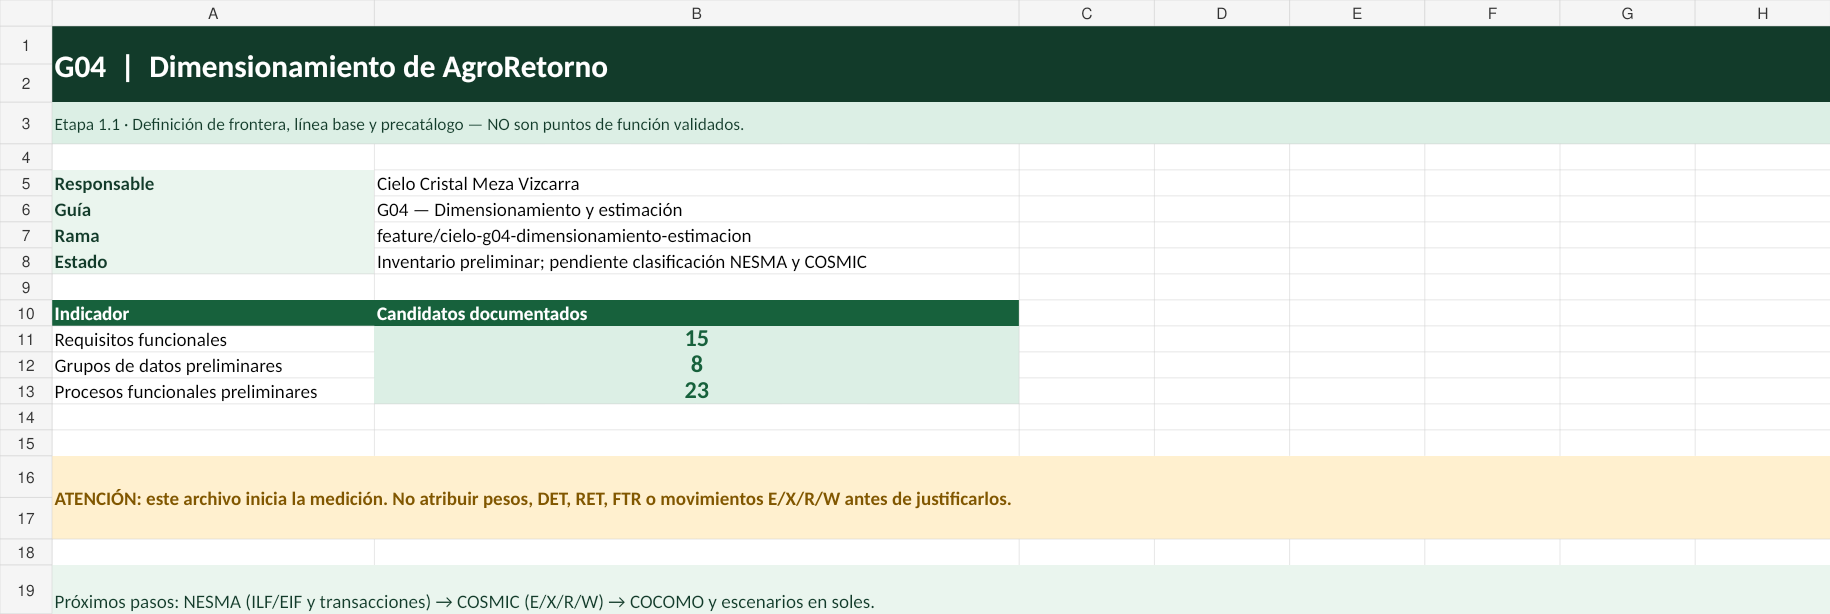 A B C D E F G H
1
2
G04 | Dimensionamiento de AgroRetorno
3 Etapa 1.1 · Definición de frontera, línea base y precatálogo — NO son puntos de función validados.
4
5 Responsable Cielo Cristal Meza Vizcarra
6 Guía G04 — Dimensionamiento y estimación
7 Rama feature/cielo-g04-dimensionamiento-estimacion
8 Estado Inventario preliminar; pendiente clasificación NESMA y COSMIC
9
10 Indicador Candidatos documentados
11 Requisitos funcionales 15
12 Grupos de datos preliminares 8
13 Procesos funcionales preliminares 23
14
15
16
17
ATENCIÓN: este archivo inicia la medición. No atribuir pesos, DET, RET, FTR o movimientos E/X/R/W antes de justificarlos.
18
19 Próximos pasos: NESMA (ILF/EIF y transacciones) → COSMIC (E/X/R/W) → COCOMO y escenarios en soles.